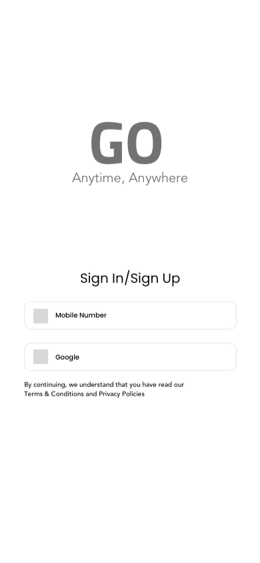 GO
Anytime, Anywhere
Sign In/Sign Up
Mobile Number
Google
By continuing, we understand that you have read our
Terms & Conditions and Privacy Policies